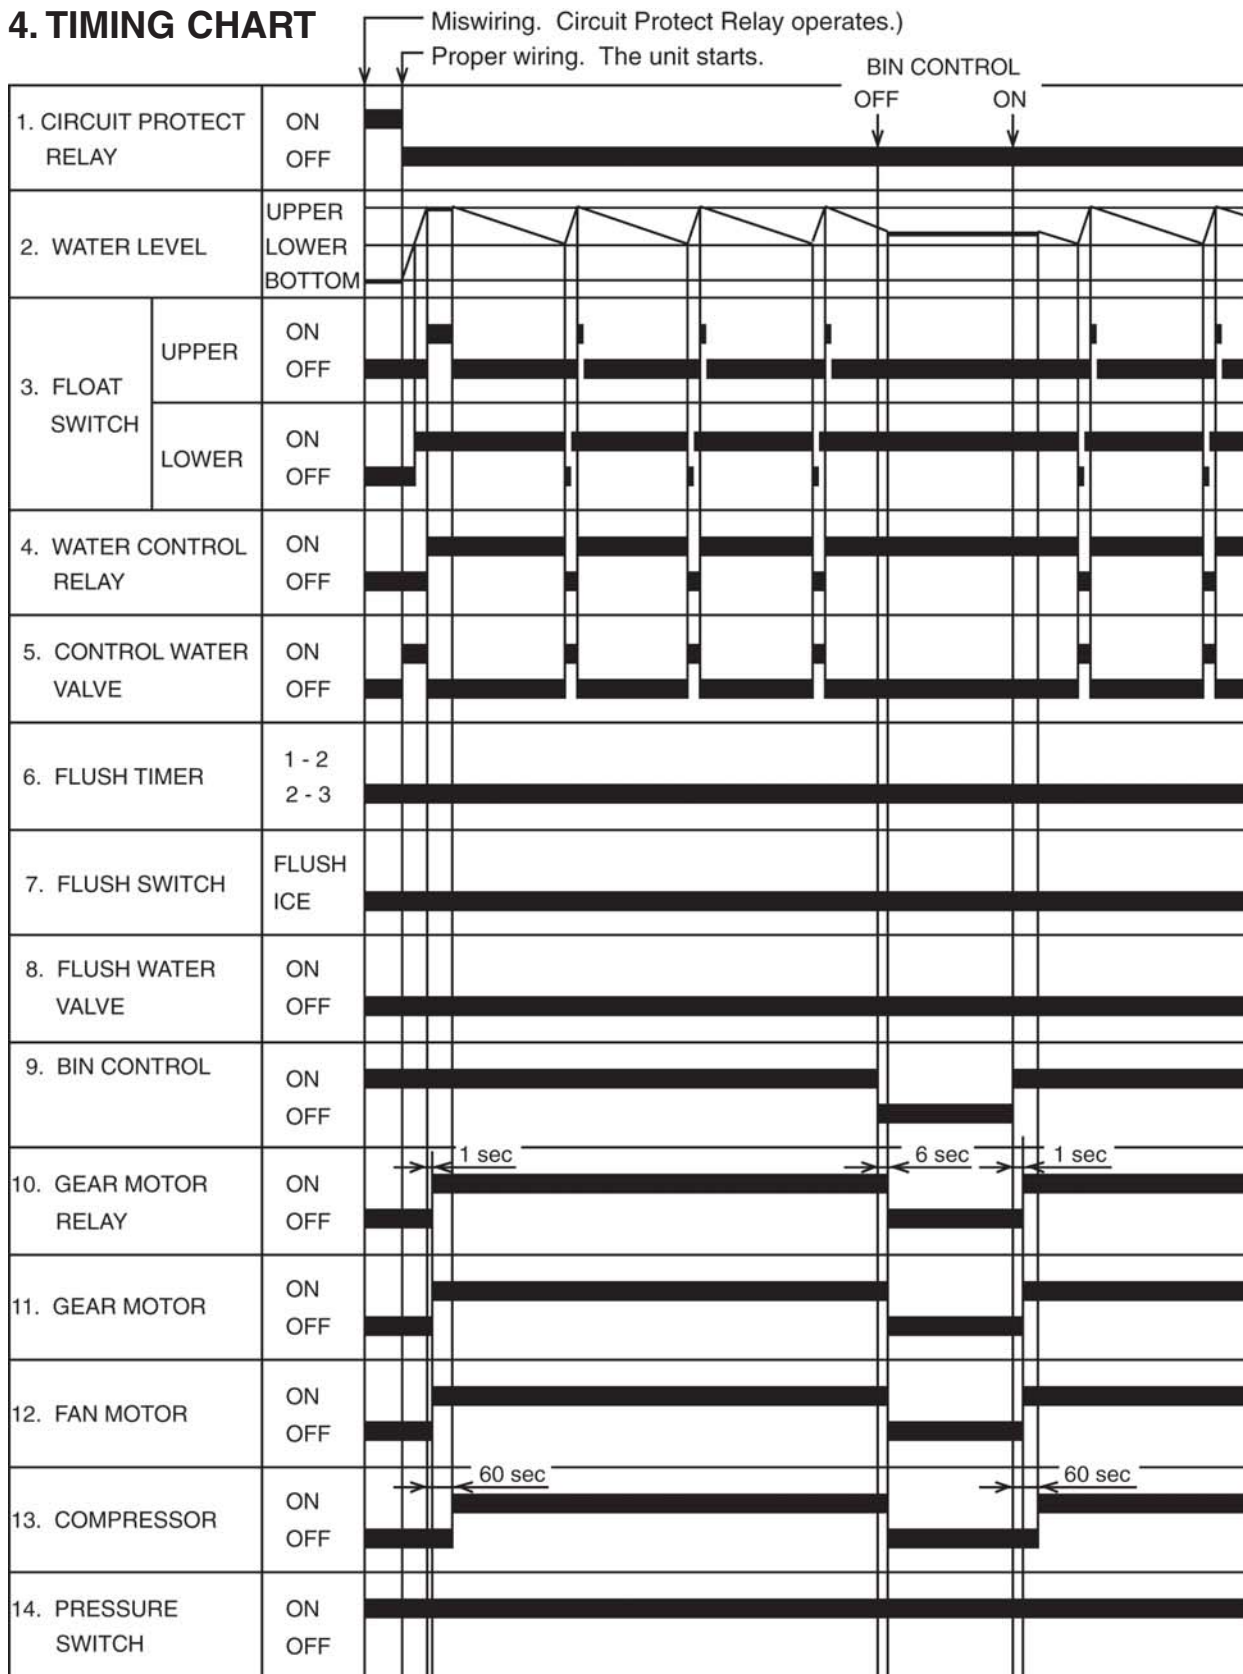 4. TIMING CHART
Miswiring. Circuit Protect Relay operates.)
Proper wiring. The unit starts.
BIN CONTROL
OFF ON
1. CIRCUIT PROTECT
RELAY
ON
OFF
2. WATER LEVEL
UPPER
LOWER
BOTTOM
3. FLOAT
SWITCH
UPPER
ON
OFF
LOWER
ON
OFF
4. WATER CONTROL
RELAY
ON
OFF
5. CONTROL WATER
VALVE
ON
OFF
6. FLUSH TIMER
1 - 2
2 - 3
7. FLUSH SWITCH
FLUSH
ICE
8. FLUSH WATER
VALVE
ON
OFF
9. BIN CONTROL
ON
OFF
10. GEAR MOTOR
RELAY
ON
OFF
1 sec 6 sec 1 sec
11. GEAR MOTOR
ON
OFF
12. FAN MOTOR
ON
OFF
13. COMPRESSOR
ON
OFF
60 sec 60 sec
14. PRESSURE
SWITCH
ON
OFF